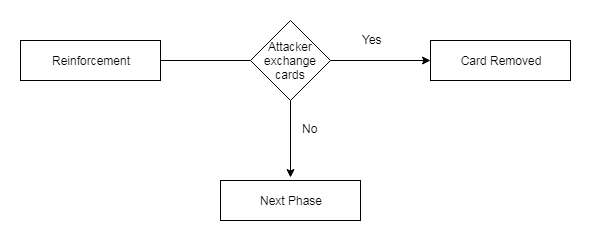 Reinforcement
Attacker
exchange
cards
Yes
Card Removed
No
Next Phase